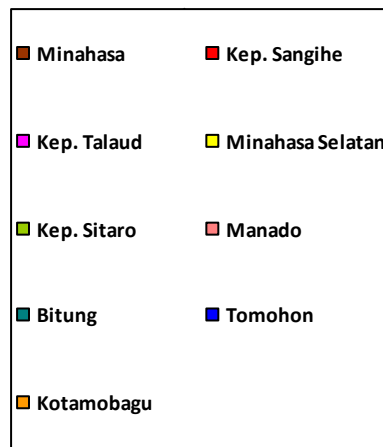 Minahasa
Kep. Sangihe
Kep. Talaud
Minahasa Selatan
Kep. Sitaro
Manado
Bitung
Tomohon
Kotamobagu